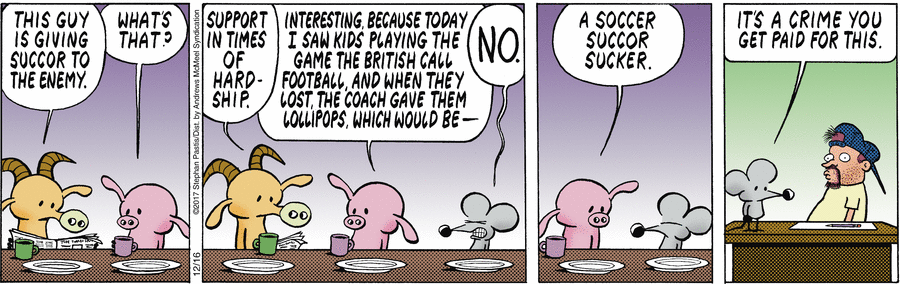 THIS GUY
IS GIVING
SUCCOR TO
THE ENEMY.
WHAT'S
THAT?
©2017 Stephan Pastis/Dist. by Andrews McMeel Syndication
12/16
SUPPORT
IN TIMES
OF
HARD-
SHIP.
INTERESTING, BECAUSE TODAY
I SAW KIDS PLAYING THE
GAME THE BRITISH CALL
FOOTBALL, AND WHEN THEY
LOST, THE COACH GAVE THEM
LOLLIPOPS, WHICH WOULD BE—
NO.
A SOCCER
SUCCOR
SUCKER.
IT'S A CRIME YOU
GET PAID FOR THIS.